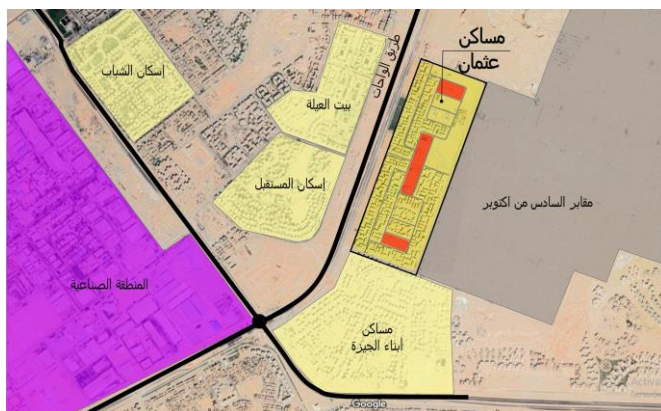 مساكن
عثمان
إسكان الشباب
بيت العيلة
طريق الواحات
إسكان المستقبل
مقابر السادس من اكتوبر
المنطقة الصناعية
مساكن
أبناء الجيزة
Google
Activa